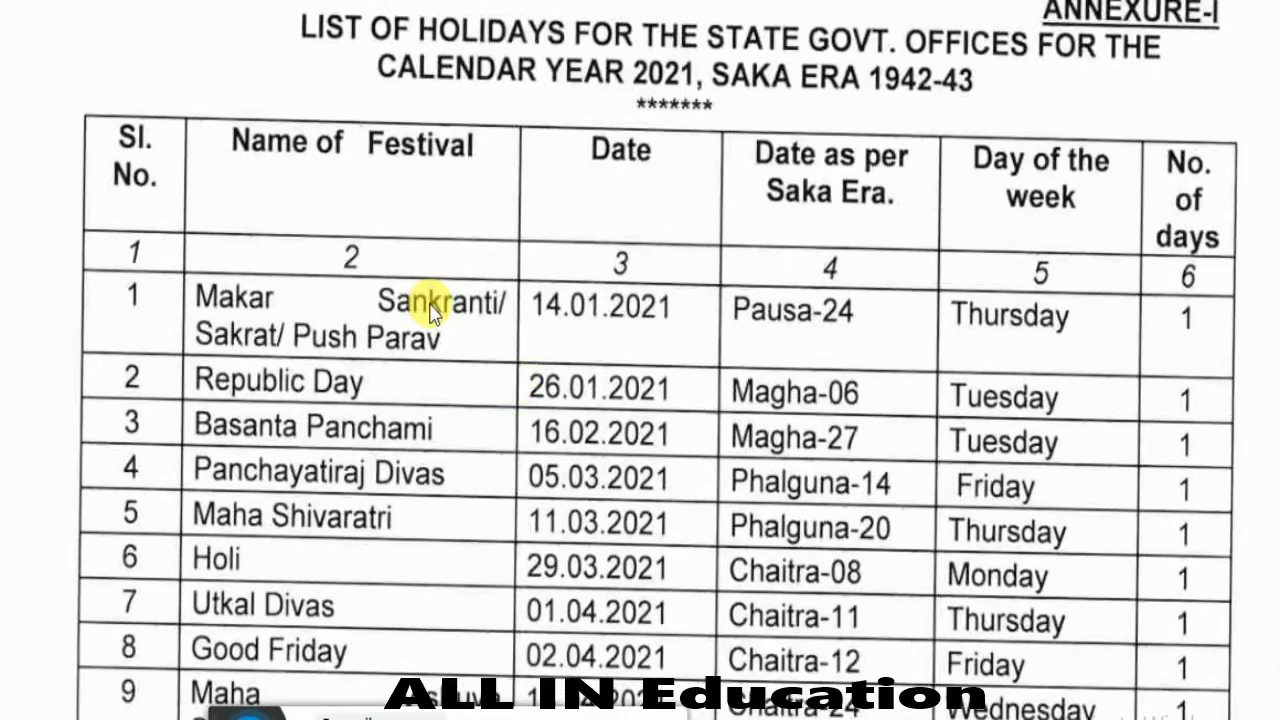 ANNEXURE-I
LIST OF HOLIDAYS FOR THE STATE GOVT. OFFICES FOR THE
CALENDAR YEAR 2021, SAKA ERA 1942-43
*******
Sl. No. Name of Festival Date Date as per Saka Era. Day of the week No. of days
1 2 3 4 5 6
1 Makar Sankranti/ Sakrat/ Push Parav 14.01.2021 Pausa-24 Thursday 1
2 Republic Day 26.01.2021 Magha-06 Tuesday 1
3 Basanta Panchami 16.02.2021 Magha-27 Tuesday 1
4 Panchayatiraj Divas 05.03.2021 Phalguna-14 Friday 1
5 Maha Shivaratri 11.03.2021 Phalguna-20 Thursday 1
6 Holi 29.03.2021 Chaitra-08 Monday 1
7 Utkal Divas 01.04.2021 Chaitra-11 Thursday 1
8 Good Friday 02.04.2021 Chaitra-12 Friday 1
9 Maha Chaitra-24 Wednesday 1
ALL IN Education